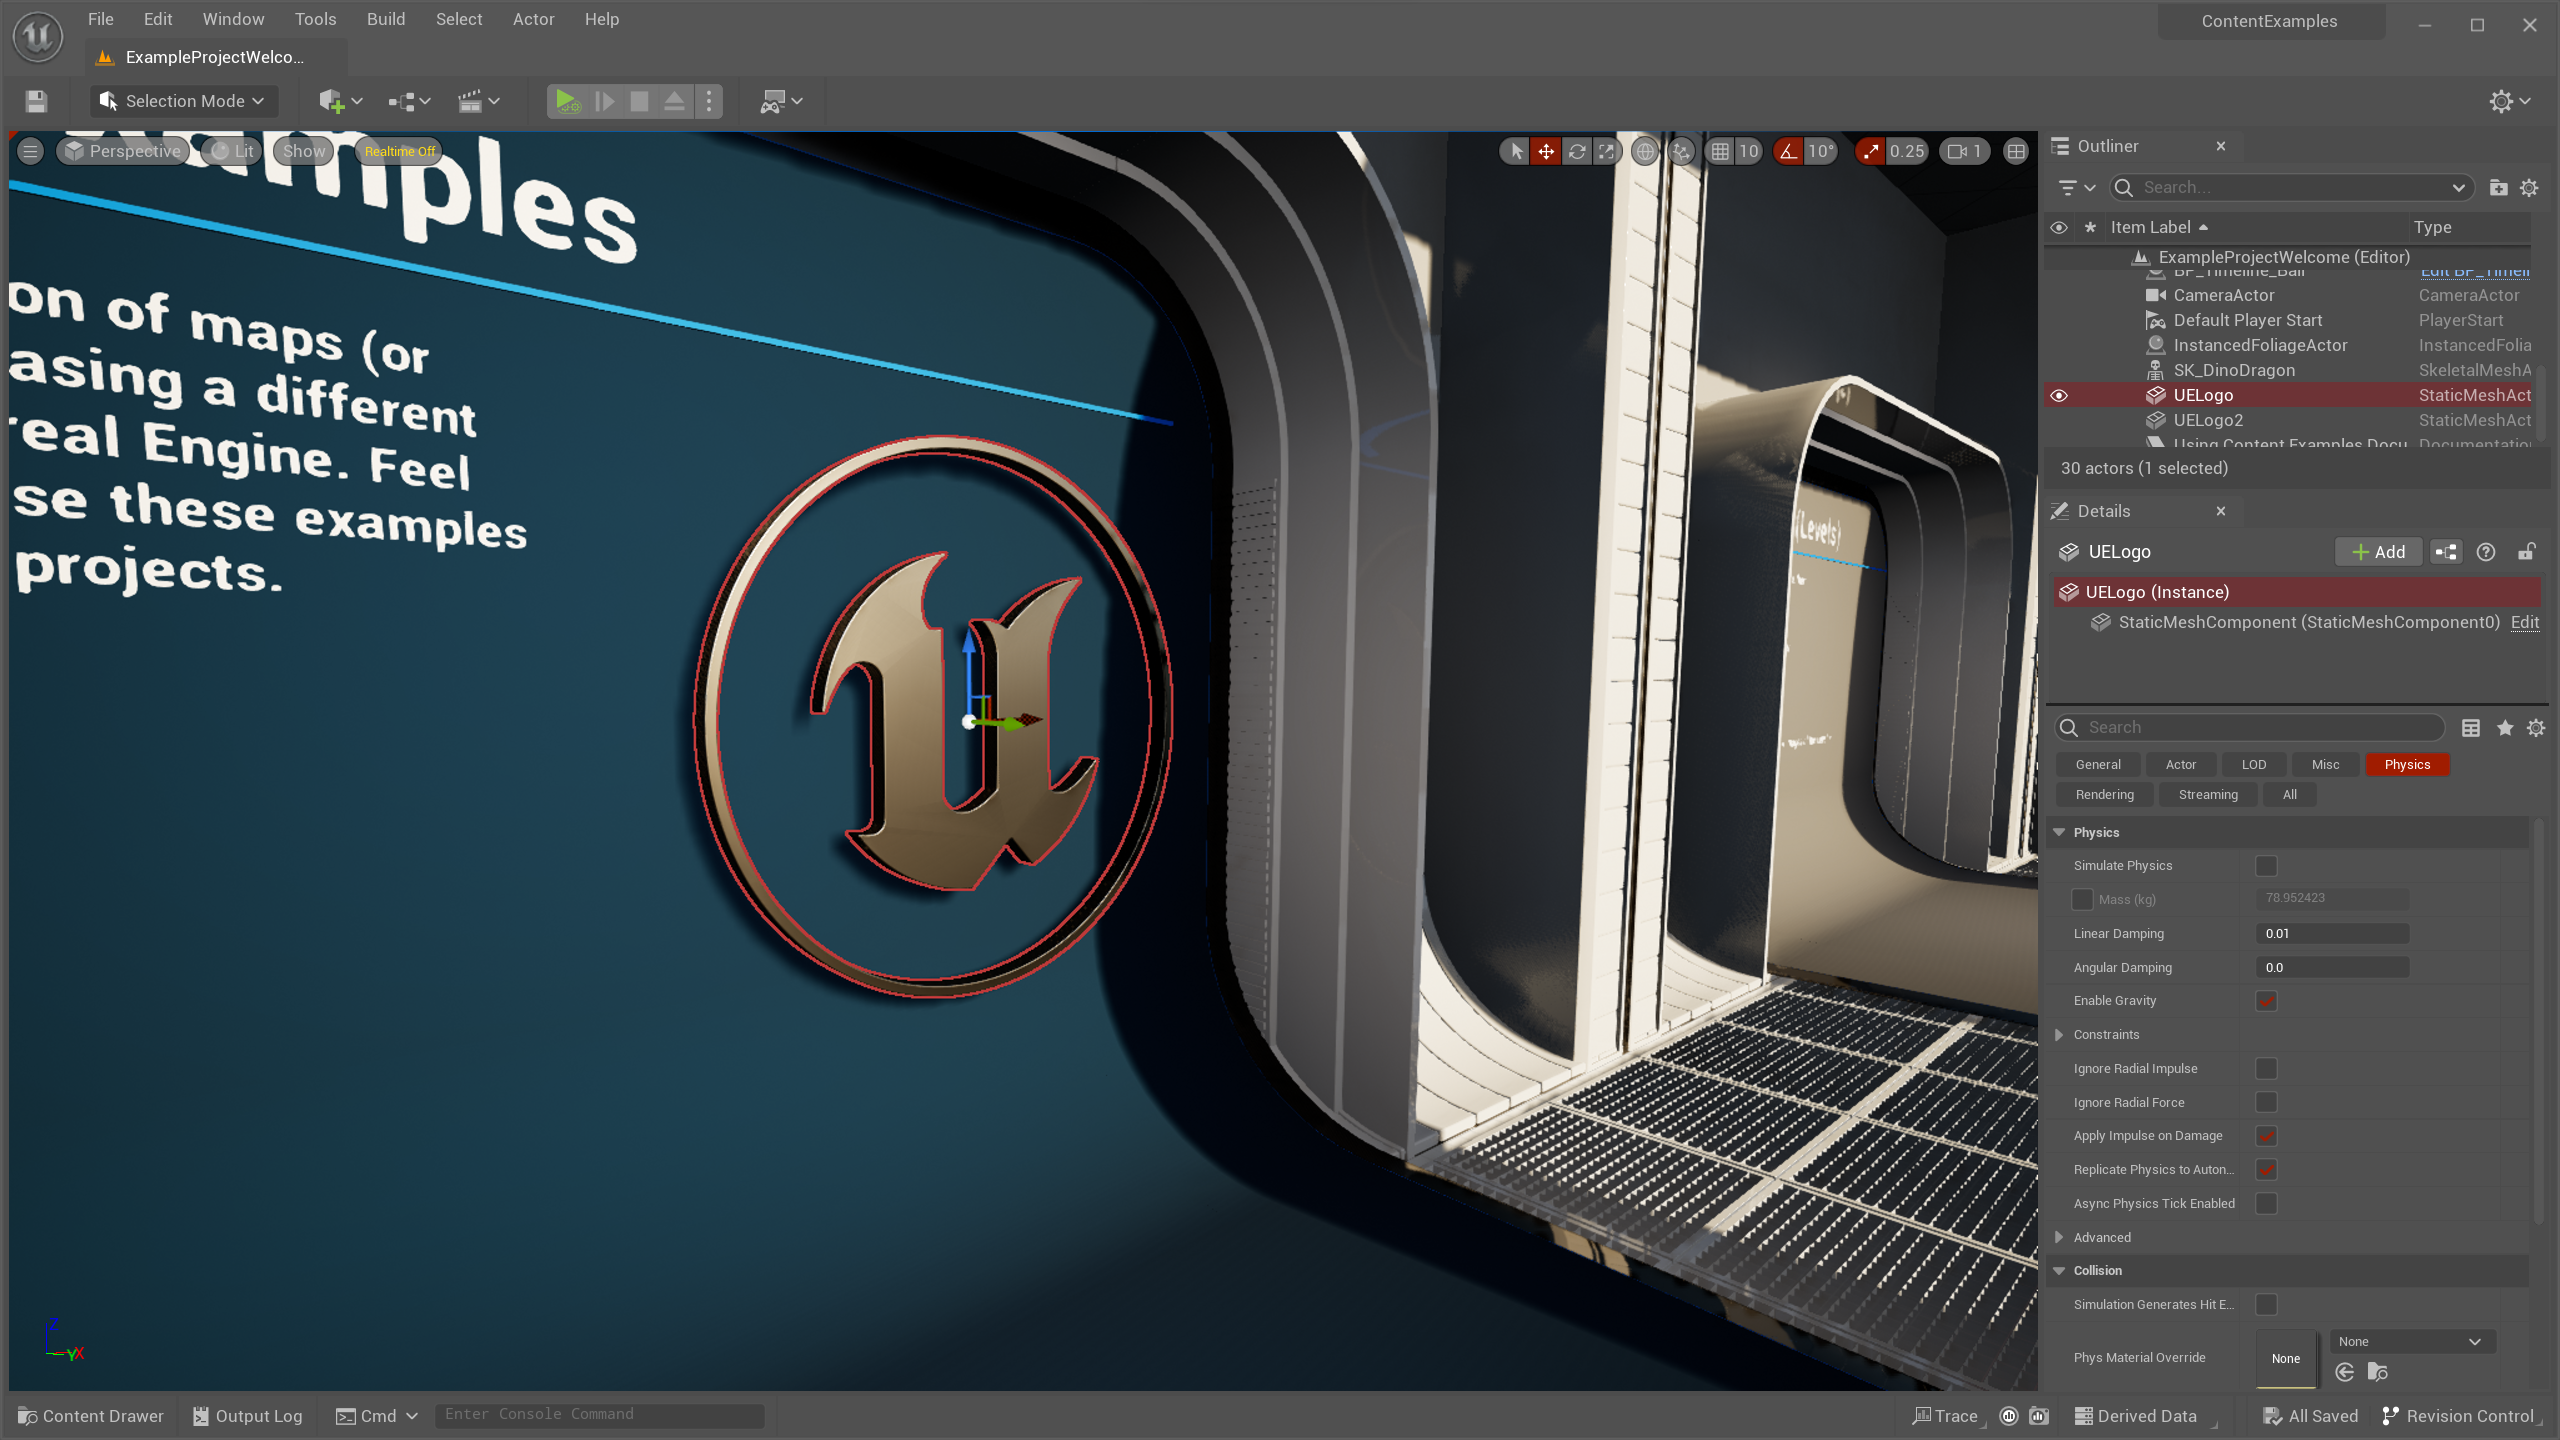 File Edit Window Tools Build Select Actor Help
ContentExamples
ExampleProjectWelco...
Selection Mode
Perspective Lit Show Realtime Off
10 10° 0.25 1
amples
on of maps (or
asing a different
real Engine. Feel
se these examples
projects.
(Levels)
Outliner
Search...
Item Label Type
ExampleProjectWelcome (Editor)
BP_Timeline_Ball Edit BP_Timeli
CameraActor CameraActor
Default Player Start PlayerStart
InstancedFoliageActor InstancedFolia
SK_DinoDragon SkeletalMeshA
UELogo StaticMeshAct
UELogo2 StaticMeshAct
Using Content Examples Docu Documentatio
30 actors (1 selected)
Details
UELogo Add
UELogo (Instance)
StaticMeshComponent (StaticMeshComponent0) Edit
Search
General Actor LOD Misc Physics
Rendering Streaming All
Physics
Simulate Physics
Mass (kg) 78.952423
Linear Damping 0.01
Angular Damping 0.0
Enable Gravity
Constraints
Ignore Radial Impulse
Ignore Radial Force
Apply Impulse on Damage
Replicate Physics to Auton...
Async Physics Tick Enabled
Advanced
Collision
Simulation Generates Hit E...
Phys Material Override None None
Z
Y X
Content Drawer Output Log Cmd Enter Console Command Trace Derived Data All Saved Revision Control